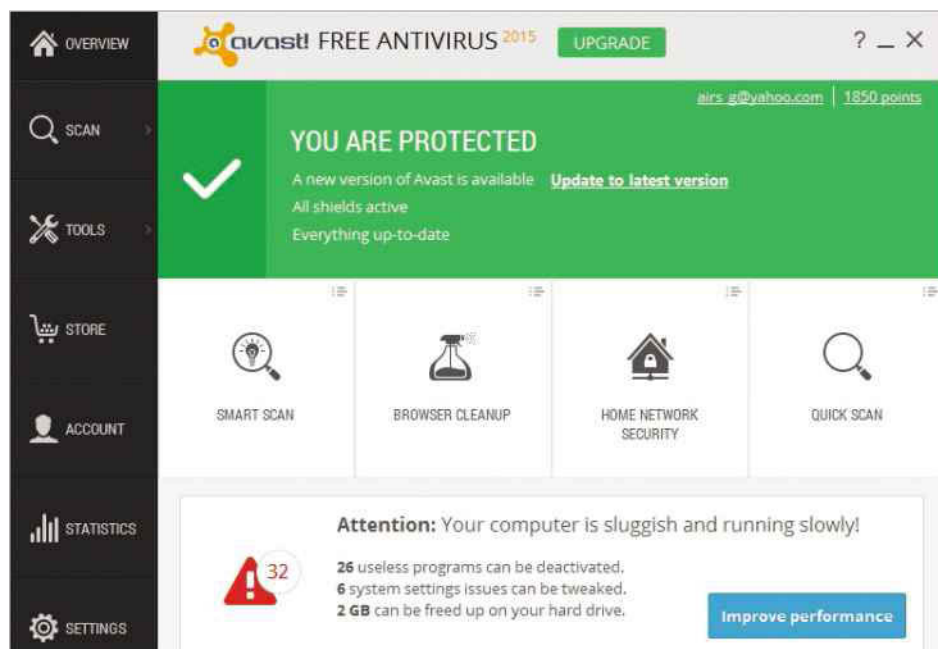 OVERVIEW
SCAN
TOOLS
STORE
ACCOUNT
STATISTICS
SETTINGS
avast! FREE ANTIVIRUS 2015 UPGRADE ?
airs_g@yahoo.com 1850 points
YOU ARE PROTECTED
A new version of Avast is available Update to latest version
All shields active
Everything up-to-date
SMART SCAN
BROWSER CLEANUP
HOME NETWORK
SECURITY
QUICK SCAN
Attention: Your computer is sluggish and running slowly!
32
26 useless programs can be deactivated.
6 system settings issues can be tweaked.
2 GB can be freed up on your hard drive.
Improve performance